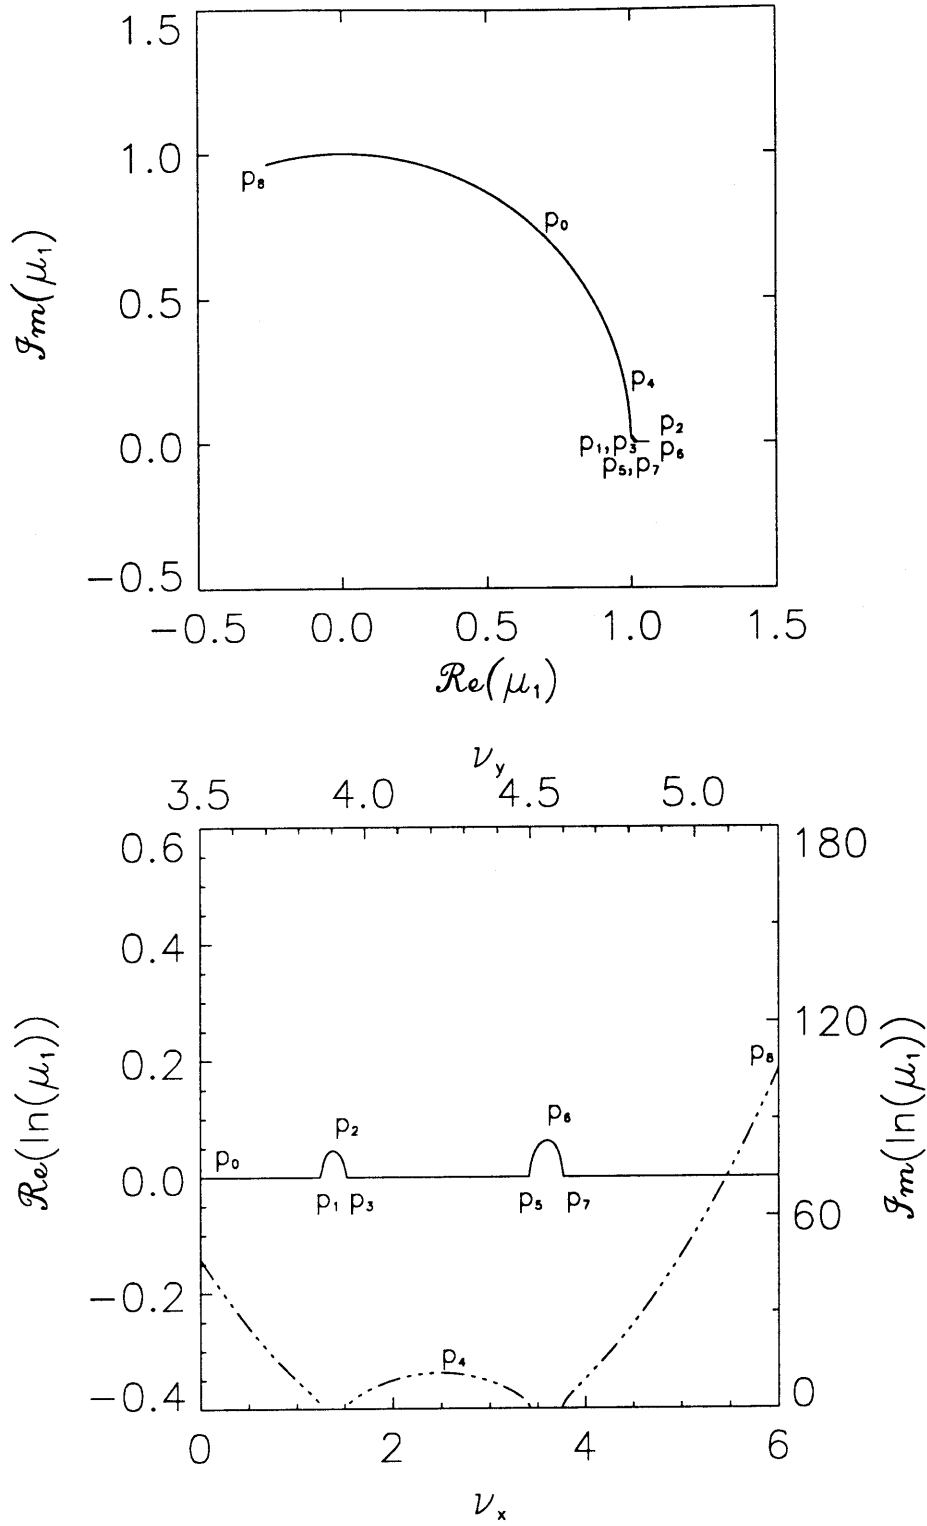 1.5
1.0
0.5
0.0
−0.5
ℐm(μ₁)
p₈
p₀
p₄
p₂
p₁,p₃
p₆
p₅,p₇
−0.5 0.0 0.5 1.0 1.5
ℛe(μ₁)
ν_y
3.5 4.0 4.5 5.0
0.6
0.4
0.2
0.0
−0.2
−0.4
ℛe(ln(μ₁))
180
120
60
0
ℐm(ln(μ₁))
p₈
p₂
p₆
p₀
p₁ p₃
p₅ p₇
p₄
0 2 4 6
ν_x